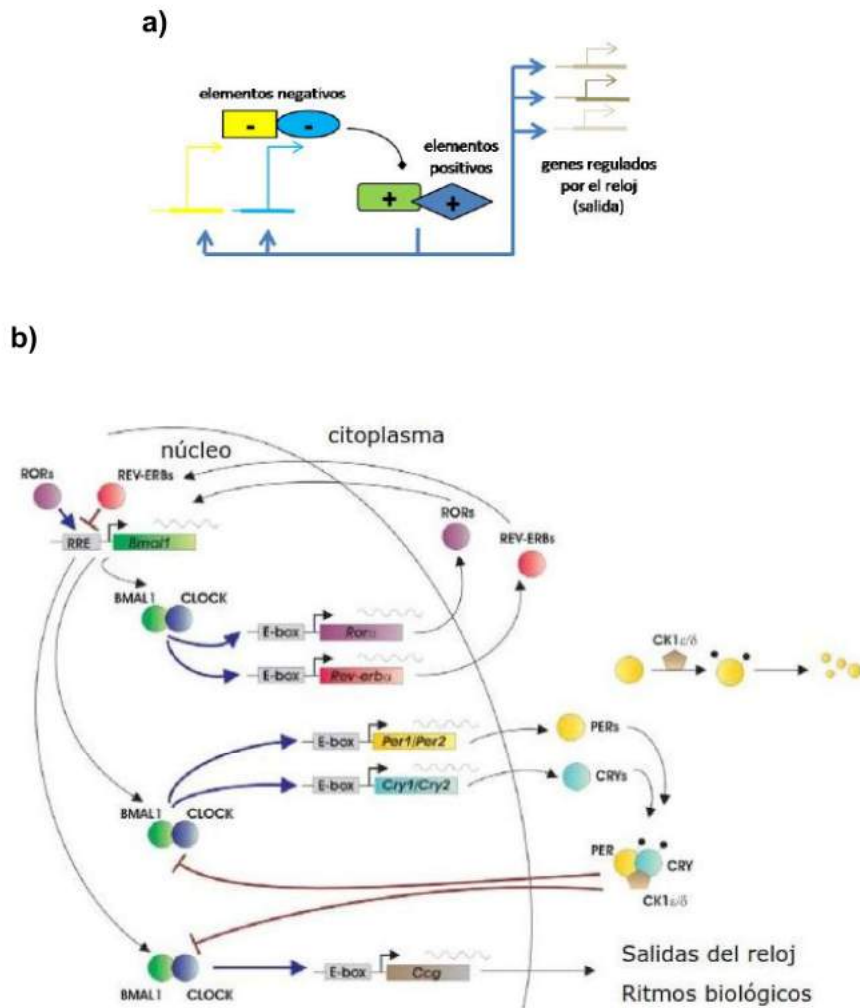 a)
elementos negativos
-
-
elementos
positivos
+
+
genes regulados
por el reloj
(salida)
b)
núcleo
citoplasma
RORs
REV-ERBs
RRE
Bmal1
RORs
REV-ERBs
BMAL1
CLOCK
E-box
Rorα
E-box
Rev-erbα
CK1ε/δ
E-box
Per1/Per2
PERs
E-box
Cry1/Cry2
CRYs
BMAL1
CLOCK
PER
CRY
CK1ε/δ
BMAL1
CLOCK
E-box
Ccg
Salidas del reloj
Ritmos biológicos